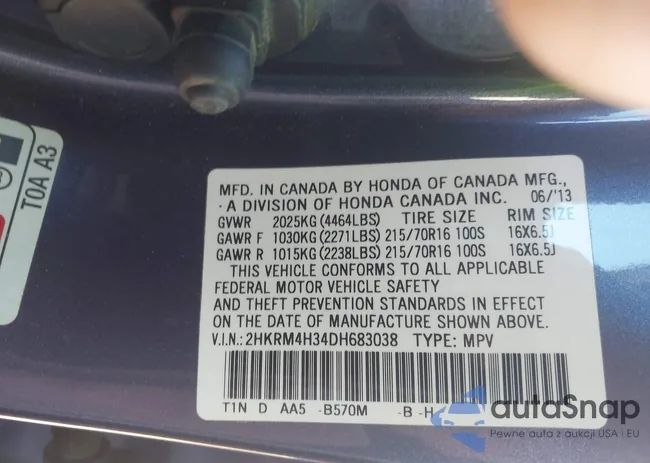 TOA A3
MFD. IN CANADA BY HONDA OF CANADA MFG.,
A DIVISION OF HONDA CANADA INC. 06/'13
GVWR 2025KG (4464LBS) TIRE SIZE RIM SIZE
GAWR F 1030KG (2271LBS) 215/70R16 100S 16X6.5J
GAWR R 1015KG (2238LBS) 215/70R16 100S 16X6.5J
THIS VEHICLE CONFORMS TO ALL APPLICABLE
FEDERAL MOTOR VEHICLE SAFETY
AND THEFT PREVENTION STANDARDS IN EFFECT
ON THE DATE OF MANUFACTURE SHOWN ABOVE.
V.I.N.: 2HKRM4H34DH683038 TYPE: MPV
T1N D AA5 -B570M -B -H
autoSnap
Pewne auta z aukcji USA i EU